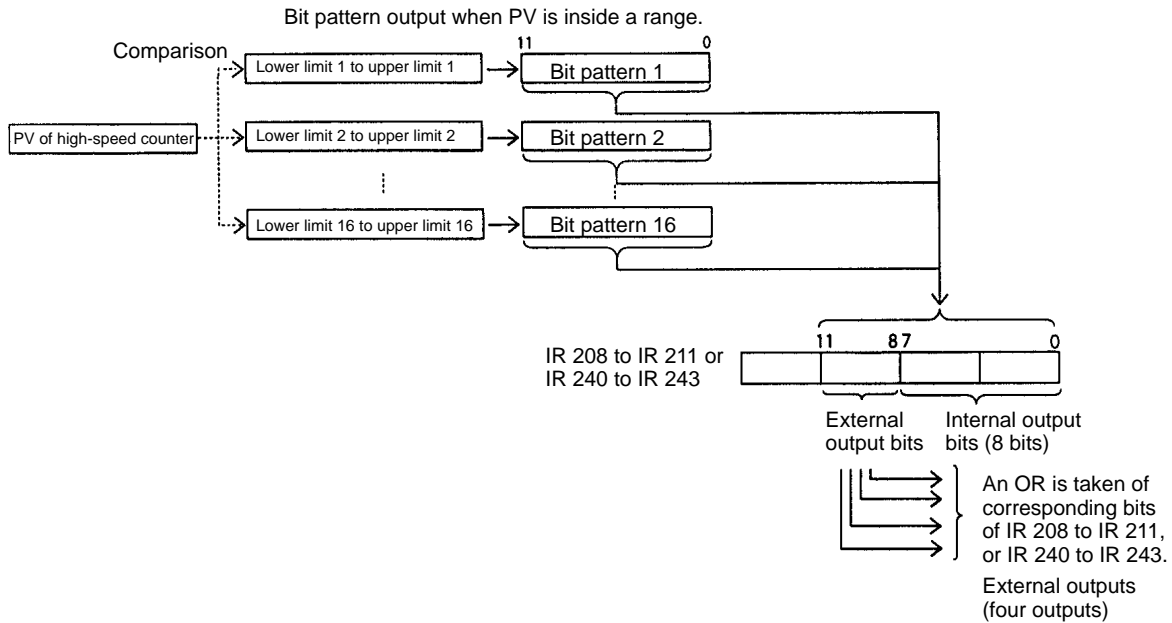 Bit pattern output when PV is inside a range.
Comparison
11 0
Lower limit 1 to upper limit 1
Bit pattern 1
PV of high-speed counter
Lower limit 2 to upper limit 2
Bit pattern 2
Lower limit 16 to upper limit 16
Bit pattern 16
11 8 7 0
IR 208 to IR 211 or
IR 240 to IR 243
External
output bits
Internal output
bits (8 bits)
An OR is taken of
corresponding bits
of IR 208 to IR 211,
or IR 240 to IR 243.
External outputs
(four outputs)